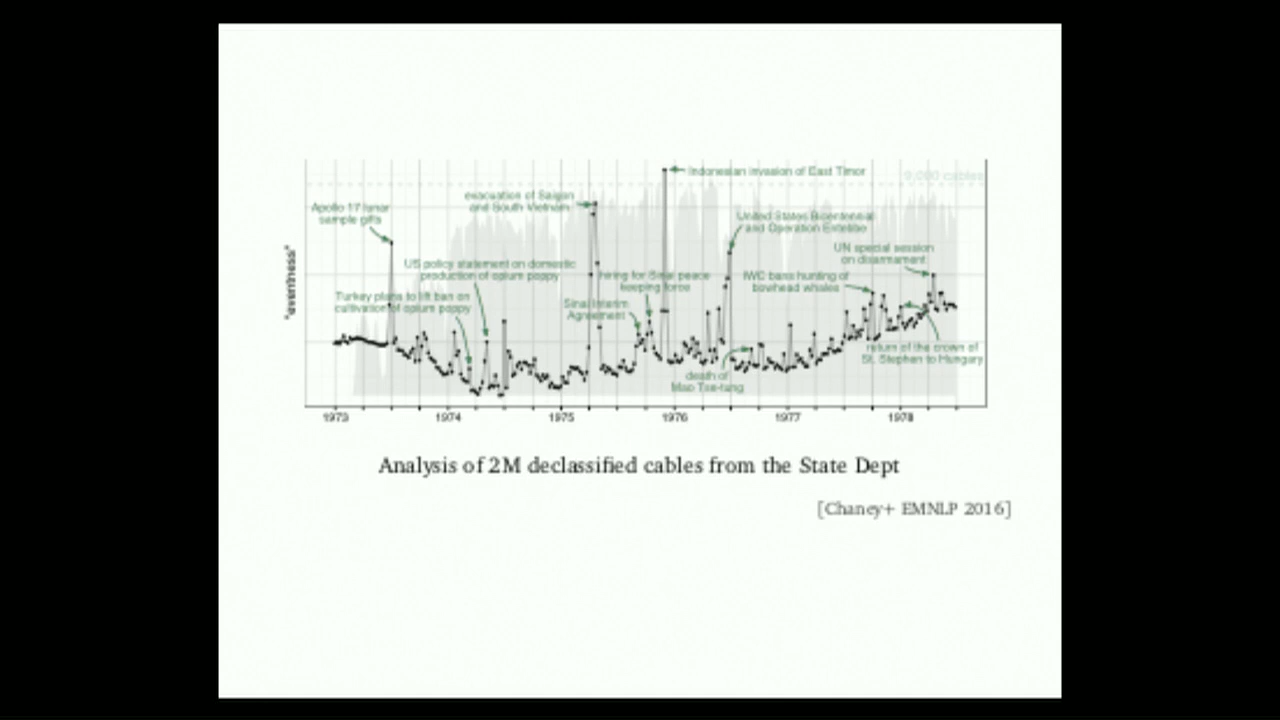 Indonesian invasion of East Timor
9,000 cables
evacuation of Saigon
and South Vietnam
Apollo 17 lunar
sample gifts
United States Bicentennial
and Operation Entebbe
UN special session
on disarmament
US policy statement on domestic
production of opium poppy
hiring for Sinai peace
keeping force
IWC bans hunting of
bowhead whales
Turkey plans to lift ban on
cultivation of opium poppy
Sinai Interim
Agreement
"eventness"
return of the crown of
St. Stephen to Hungary
death of
Mao Tse-tung
1973 1974 1975 1976 1977 1978
Analysis of 2M declassified cables from the State Dept
[Chaney+ EMNLP 2016]